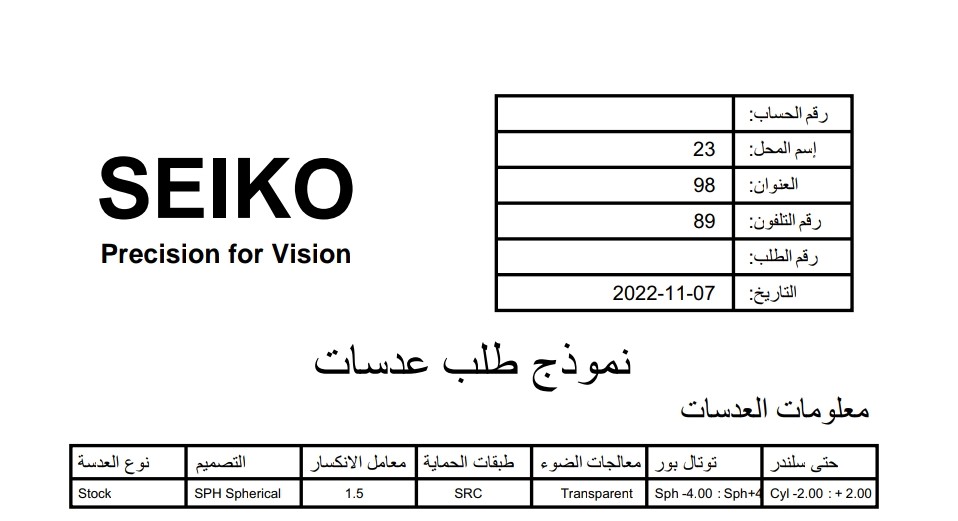 SEIKO
Precision for Vision
رقم الحساب:
إسم المحل: 23
العنوان: 98
رقم التلفون: 89
رقم الطلب:
التاريخ: 2022-11-07
نموذج طلب عدسات
معلومات العدسات
نوع العدسة التصميم معامل الانكسار طبقات الحماية معالجات الضوء توتال بور حتى سلندر
Stock SPH Spherical 1.5 SRC Transparent Sph -4.00 : Sph+4 Cyl -2.00 : + 2.00